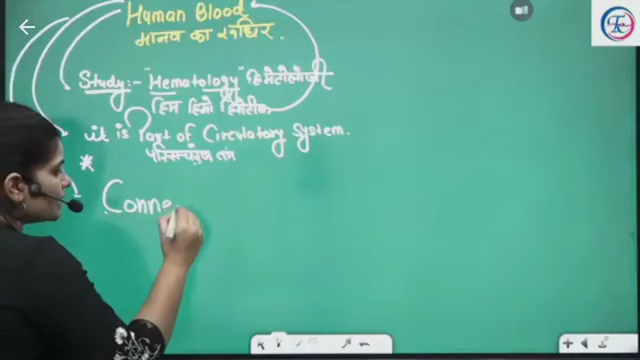 Human Blood
मानव का रूधिर.
Study:- "Hematology" हिमेटोलोजी
हिम हिमो हिमेटीक
it is Part of Circulatory System.
परिसंचरण तंत्र
*
Conne